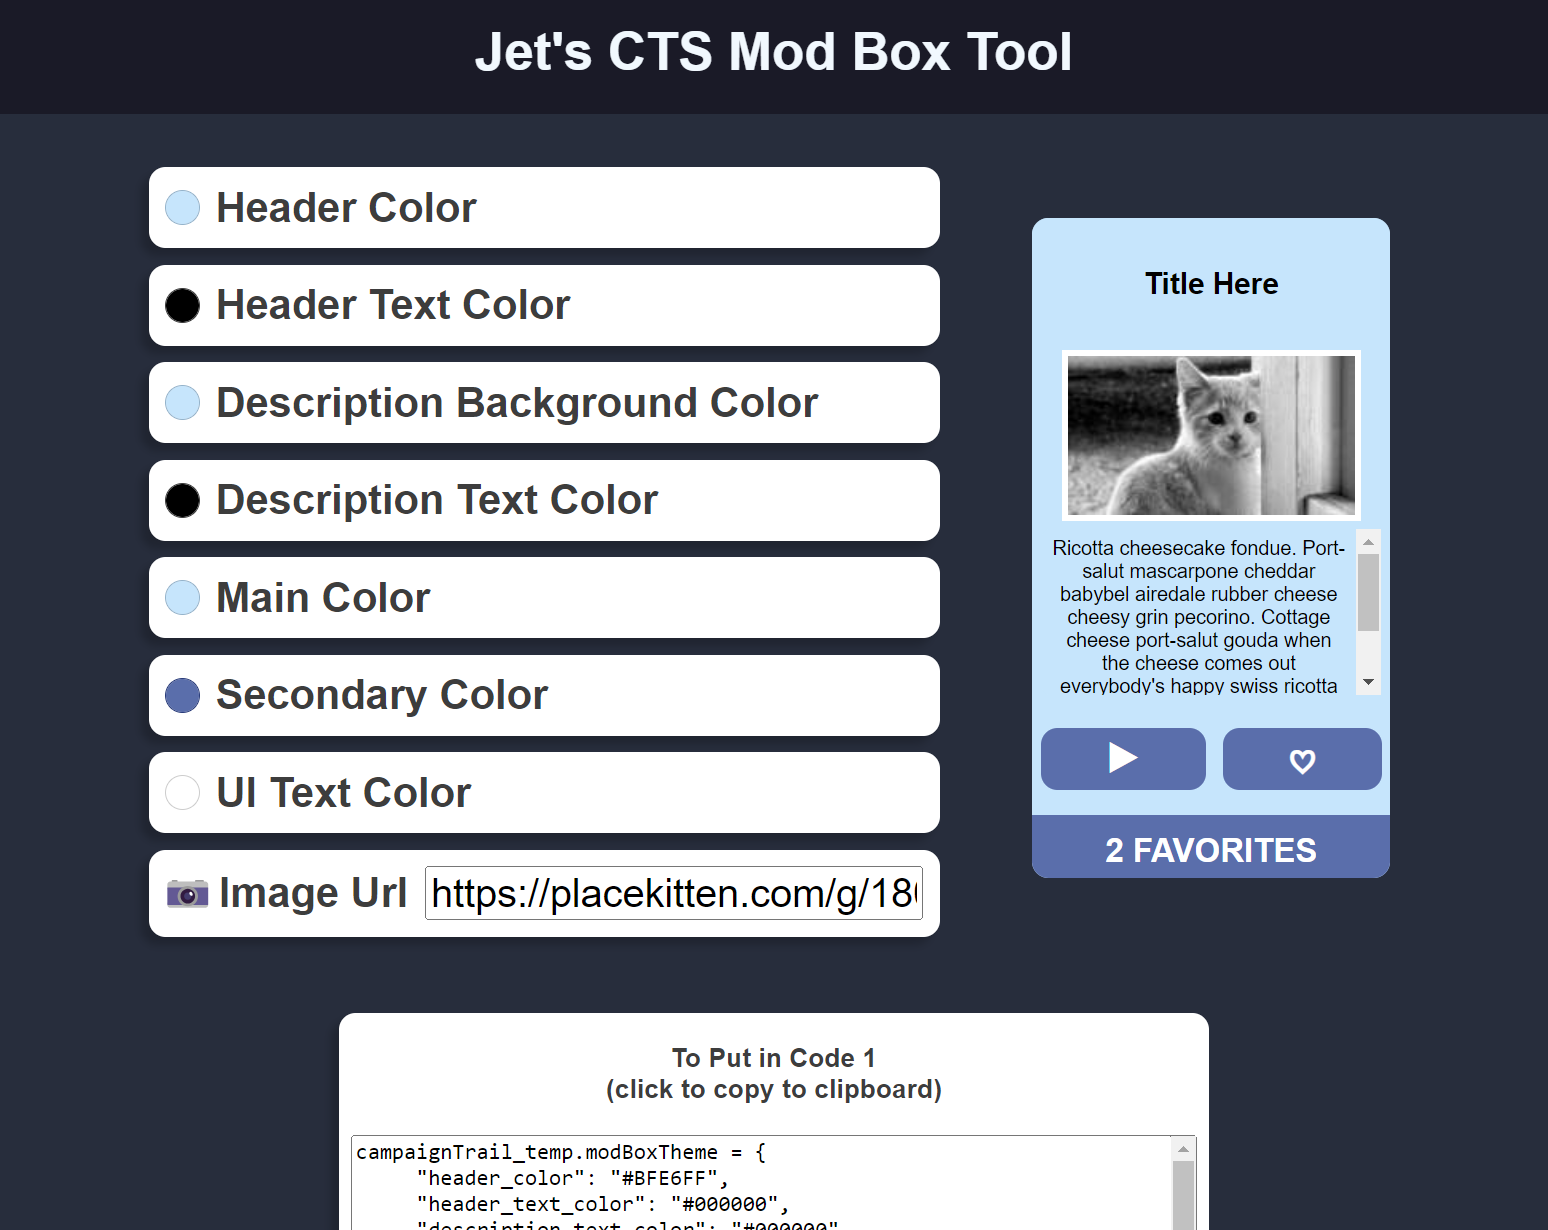 Jet's CTS Mod Box Tool
Header Color
Header Text Color
Description Background Color
Description Text Color
Main Color
Secondary Color
UI Text Color
Image Url
https://placekitten.com/g/18
Title Here
Ricotta cheesecake fondue. Port-
salut mascarpone cheddar
babybel airedale rubber cheese
cheesy grin pecorino. Cottage
cheese port-salut gouda when
the cheese comes out
everybody's happy swiss ricotta
2 FAVORITES
To Put in Code 1
(click to copy to clipboard)
campaignTrail_temp.modBoxTheme = {
"header_color": "#BFE6FF",
"header_text_color": "#000000",
"description_text_color": "#000000"